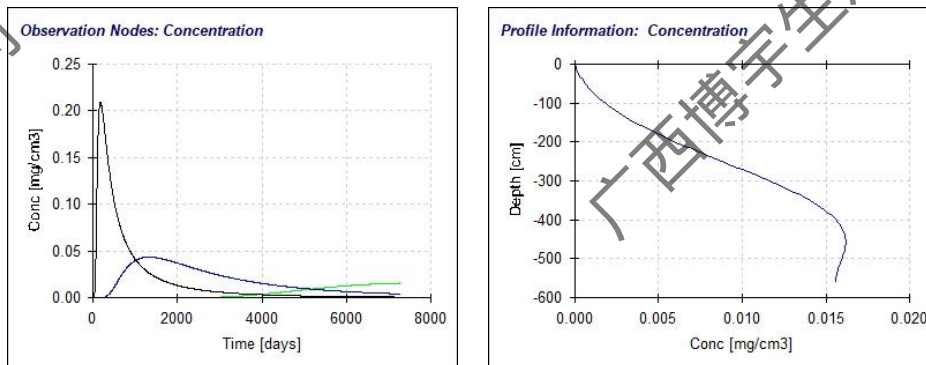 Observation Nodes: Concentration
0.25
0.20
0.15
0.10
0.05
0.00
Conc [mg/cm3]
0 2000 4000 6000 8000
Time [days]
Profile Information: Concentration
0
-100
-200
-300
-400
-500
-600
Depth [cm]
0.000 0.005 0.010 0.015 0.020
Conc [mg/cm3]
广西博宇生